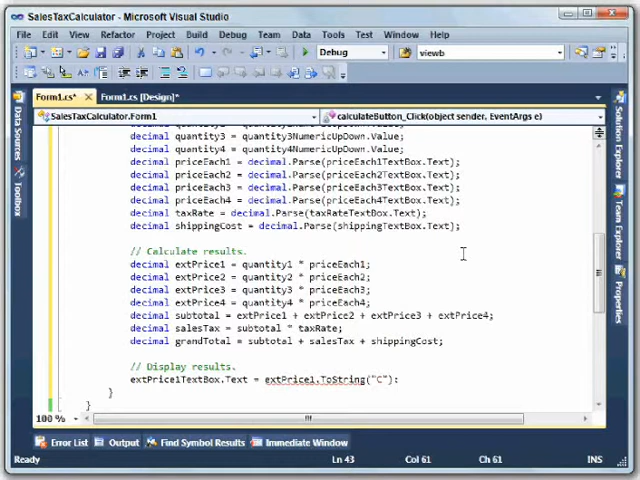 SalesTaxCalculator - Microsoft Visual Studio
File Edit View Refactor Project Build Debug Team Data Tools Test Window Help
Debug viewb
Form1.cs* Form1.cs [Design]*
SalesTaxCalculator.Form1 calculateButton_Click(object sender, EventArgs e)
decimal quantity3 = quantity3NumericUpDown.Value;
decimal quantity4 = quantity4NumericUpDown.Value;
decimal priceEach1 = decimal.Parse(priceEach1TextBox.Text);
decimal priceEach2 = decimal.Parse(priceEach2TextBox.Text);
decimal priceEach3 = decimal.Parse(priceEach3TextBox.Text);
decimal priceEach4 = decimal.Parse(priceEach4TextBox.Text);
decimal taxRate = decimal.Parse(taxRateTextBox.Text);
decimal shippingCost = decimal.Parse(shippingTextBox.Text);
// Calculate results.
decimal extPrice1 = quantity1 * priceEach1;
decimal extPrice2 = quantity2 * priceEach2;
decimal extPrice3 = quantity3 * priceEach3;
decimal extPrice4 = quantity4 * priceEach4;
decimal subtotal = extPrice1 + extPrice2 + extPrice3 + extPrice4;
decimal salesTax = subtotal * taxRate;
decimal grandTotal = subtotal + salesTax + shippingCost;
// Display results.
extPrice1TextBox.Text = extPrice1.ToString("C");
}
}
Data Sources
Toolbox
Solution Explorer
Team Explorer
Properties
100 %
Error List Output Find Symbol Results Immediate Window
Ready Ln 43 Col 61 Ch 61 INS